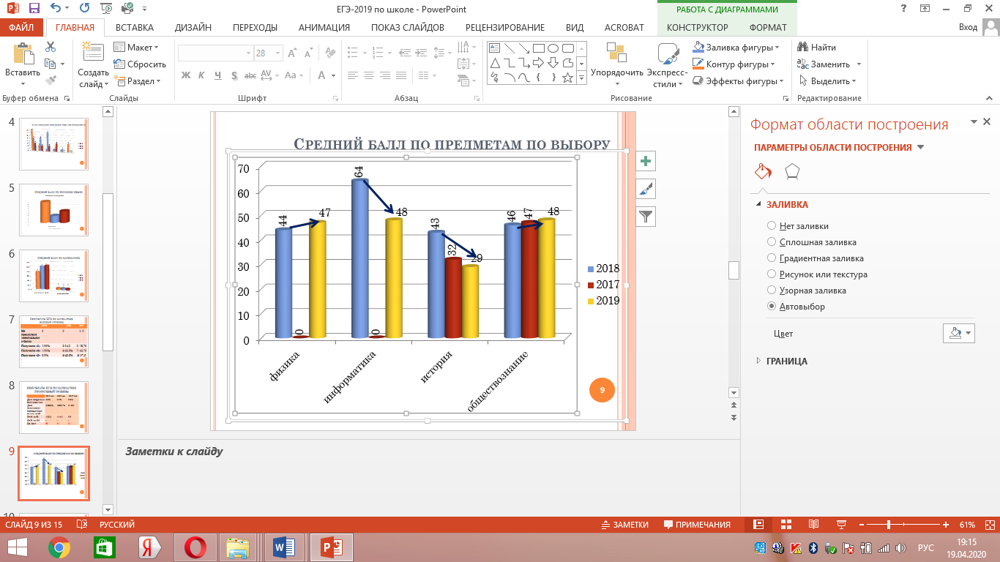 ЕГЭ-2019 по школе - PowerPoint
РАБОТА С ДИАГРАММАМИ
?
ФАЙЛ ГЛАВНАЯ ВСТАВКА ДИЗАЙН ПЕРЕХОДЫ АНИМАЦИЯ ПОКАЗ СЛАЙДОВ РЕЦЕНЗИРОВАНИЕ ВИД ACROBAT КОНСТРУКТОР ФОРМАТ Вход
Вставить
Создать слайд
Макет
Сбросить
Раздел
28
Ж К Ч S abc AV Aa А
Упорядочить
Экспресс-стили
Заливка фигуры
Контур фигуры
Эффекты фигуры
Найти
Заменить
Выделить
Буфер обмена Слайды Шрифт Абзац Рисование Редактирование
4
5
6
7
8
9
СРЕДНИЙ БАЛЛ ПО ПРЕДМЕТАМ ПО ВЫБОРУ
70
60
50
40
30
20
10
0
44 0 47
64 0 48
43 32 29
46 47 48
физика
информатика
история
обществознание
2018
2017
2019
9
Заметки к слайду
Формат области построения
ПАРАМЕТРЫ ОБЛАСТИ ПОСТРОЕНИЯ
ЗАЛИВКА
Нет заливки
Сплошная заливка
Градиентная заливка
Рисунок или текстура
Узорная заливка
Автовыбор
Цвет
ГРАНИЦА
СЛАЙД 9 ИЗ 15 РУССКИЙ ЗАМЕТКИ ПРИМЕЧАНИЯ 61%
РУС
19:15
19.04.2020